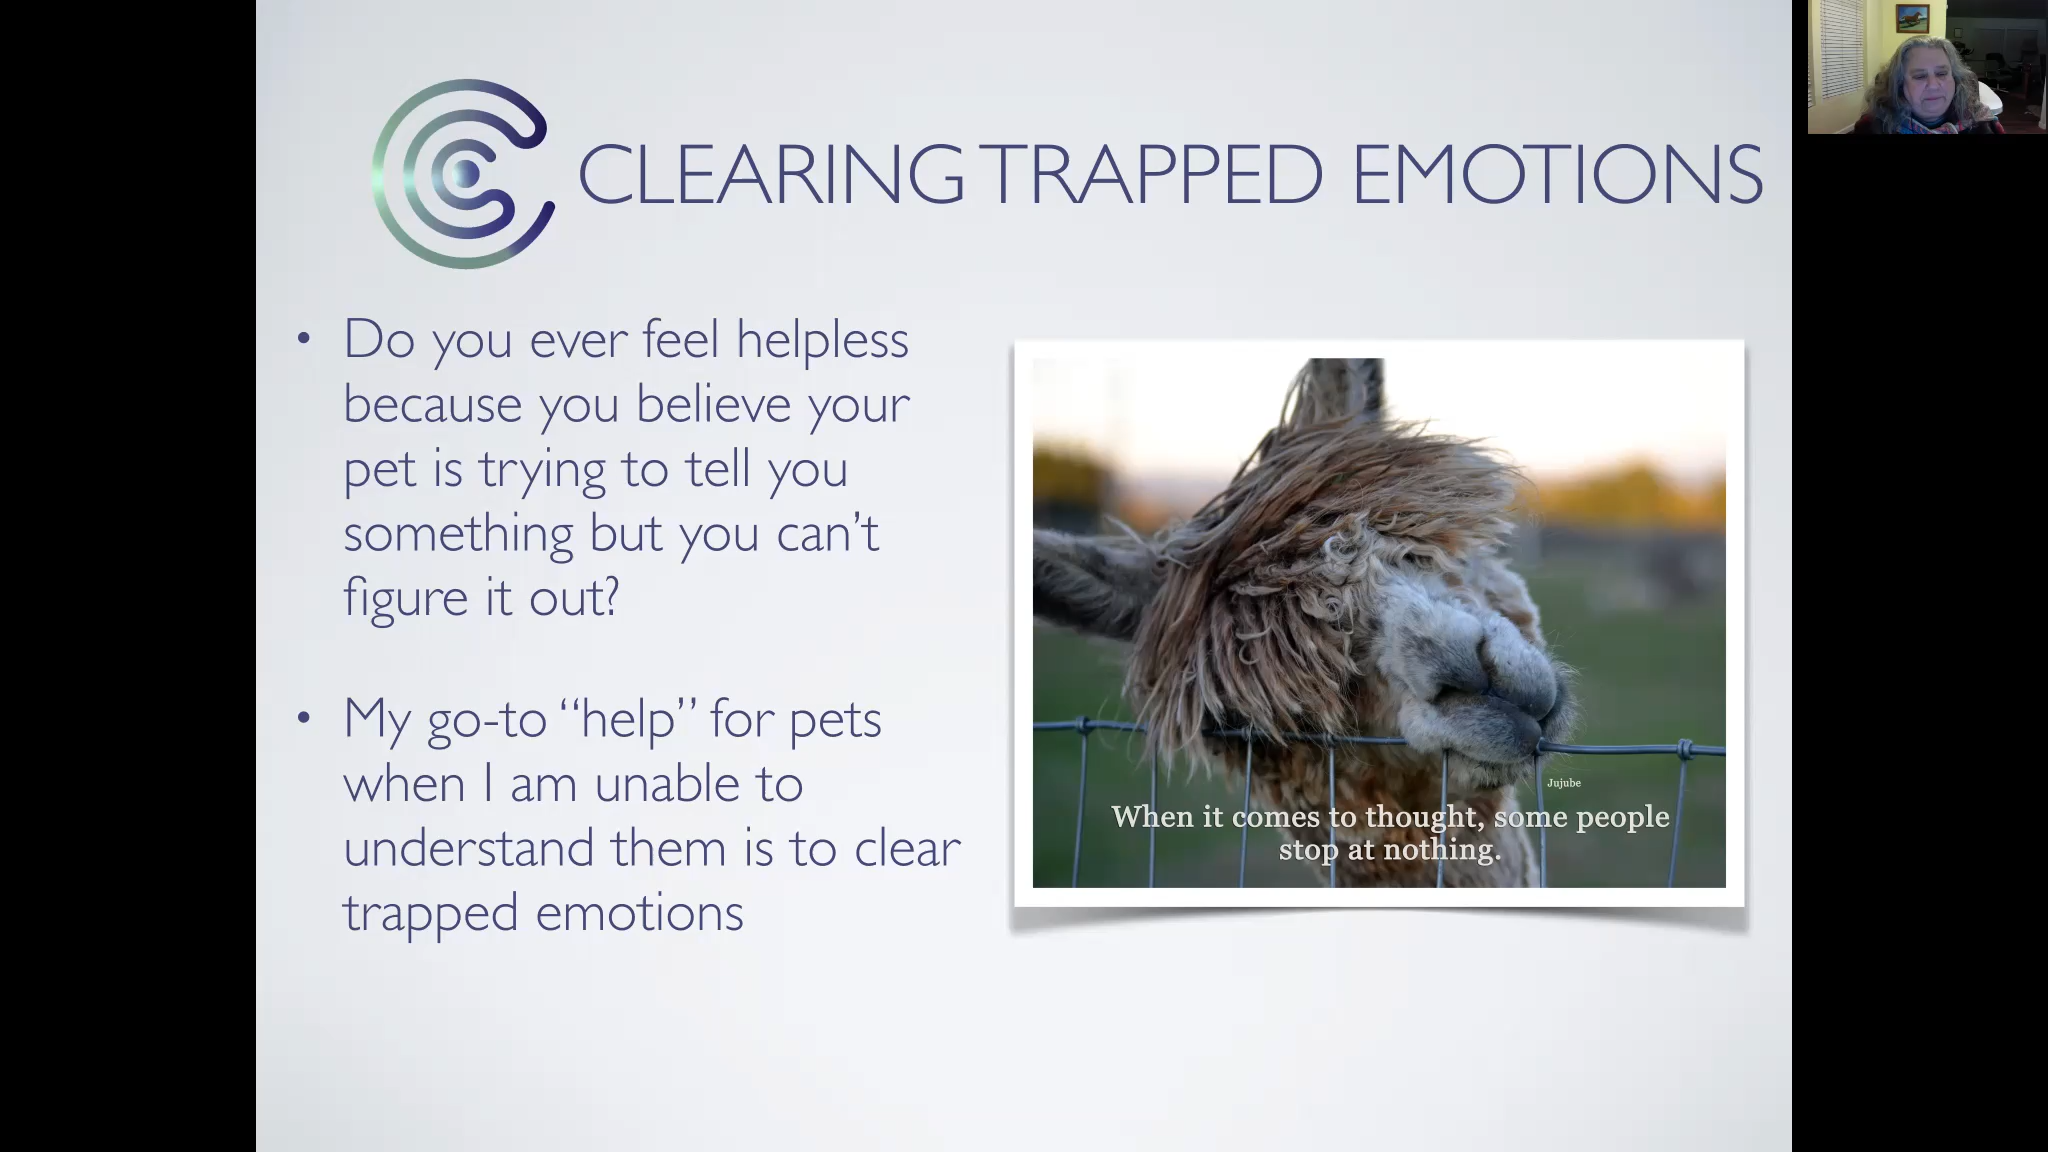 CLEARING TRAPPED EMOTIONS
• Do you ever feel helpless
because you believe your
pet is trying to tell you
something but you can’t
figure it out?
• My go-to “help” for pets
when I am unable to
understand them is to clear
trapped emotions
Jujube
When it comes to thought, some people
stop at nothing.